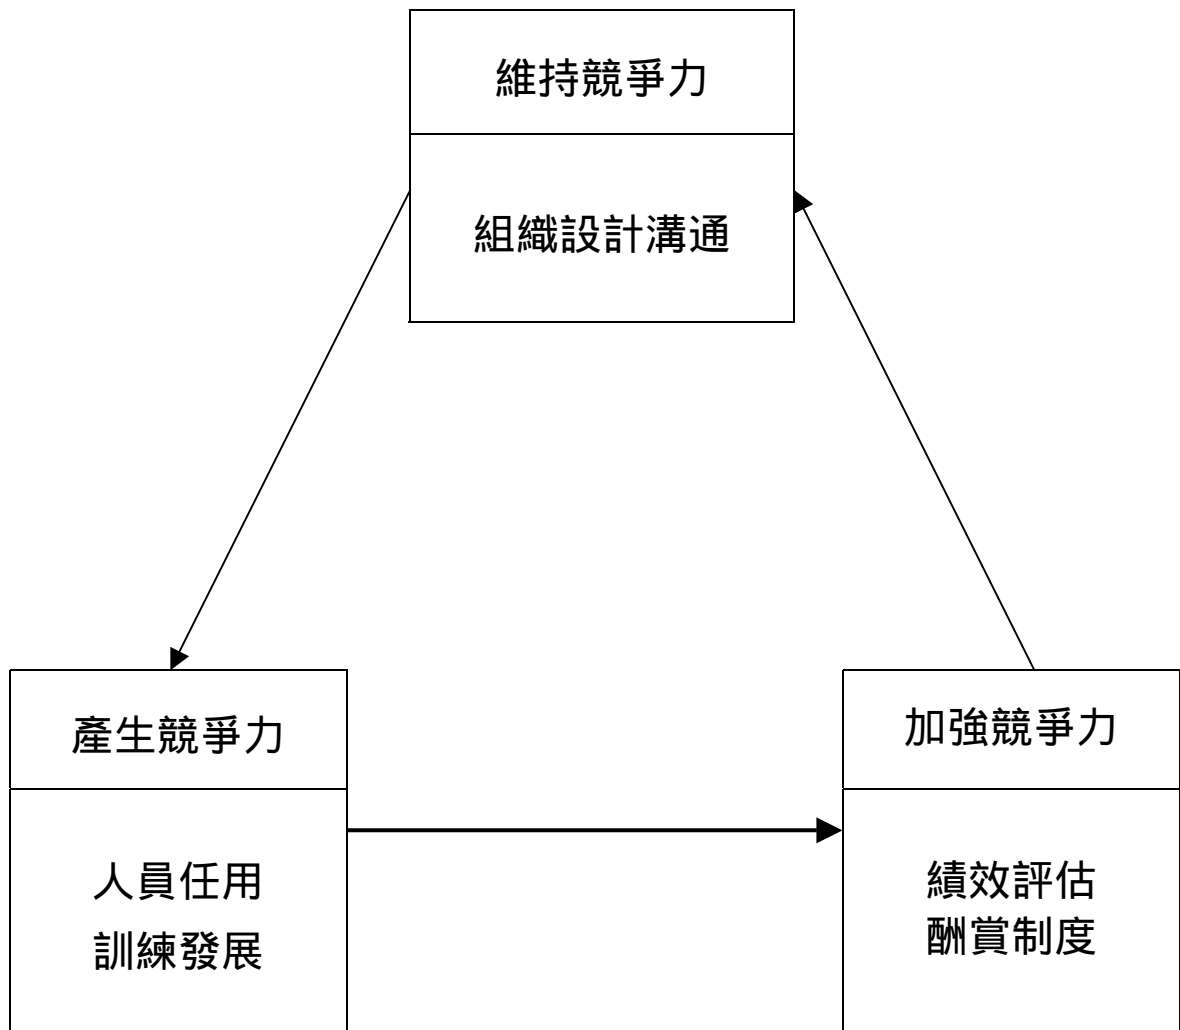 維持競爭力
組織設計溝通
產生競爭力
人員任用
訓練發展
加強競爭力
績效評估
酬賞制度